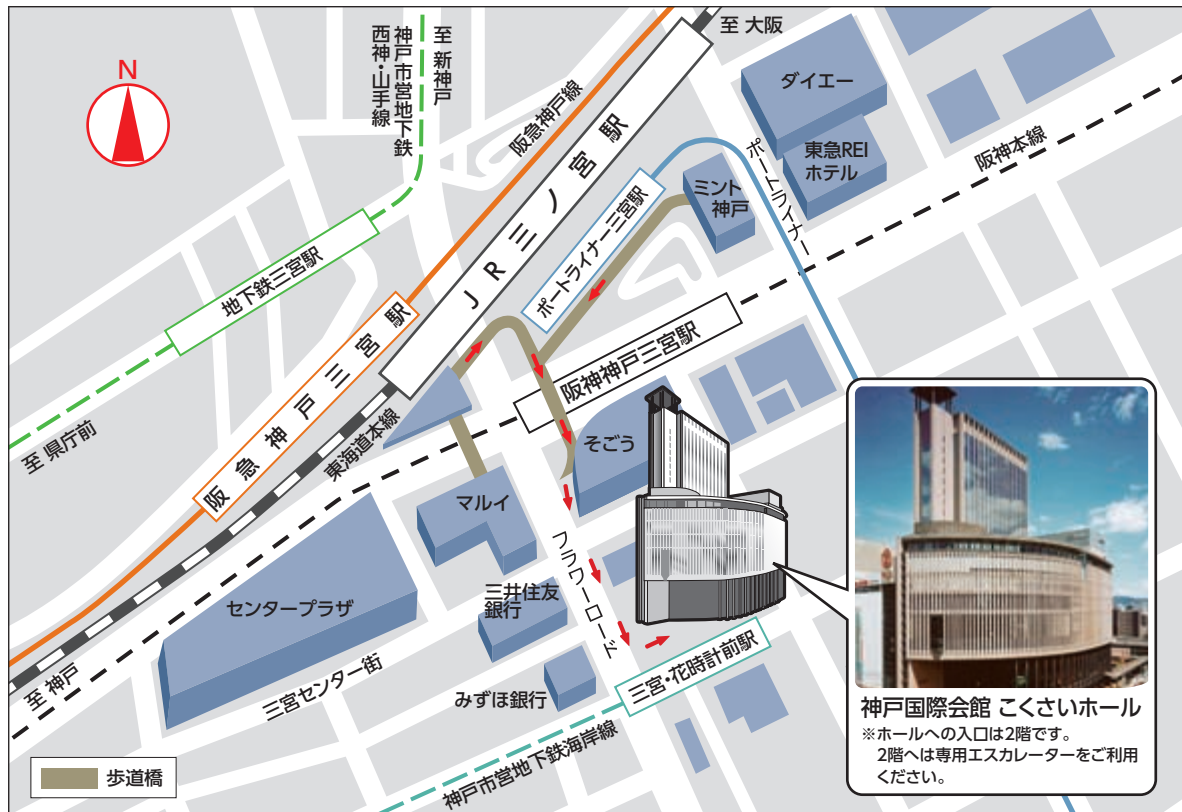 N
至 新神戸
神戸市営地下鉄
西神・山手線
至 大阪
阪急神戸線
ダイエー
東急REI
ホテル
阪神本線
ポートライナー
ミント
神戸
JR三ノ宮駅
ポートライナー三宮駅
地下鉄三宮駅
阪急神戸三宮駅
阪神神戸三宮駅
至 県庁前
東海道本線
そごう
マルイ
フラワーロード
センタープラザ
三井住友
銀行
三宮・花時計前駅
至 神戸
三宮センター街
みずほ銀行
神戸市営地下鉄海岸線
歩道橋
神戸国際会館 こくさいホール
※ホールへの入口は2階です。
2階へは専用エスカレーターをご利用
ください。